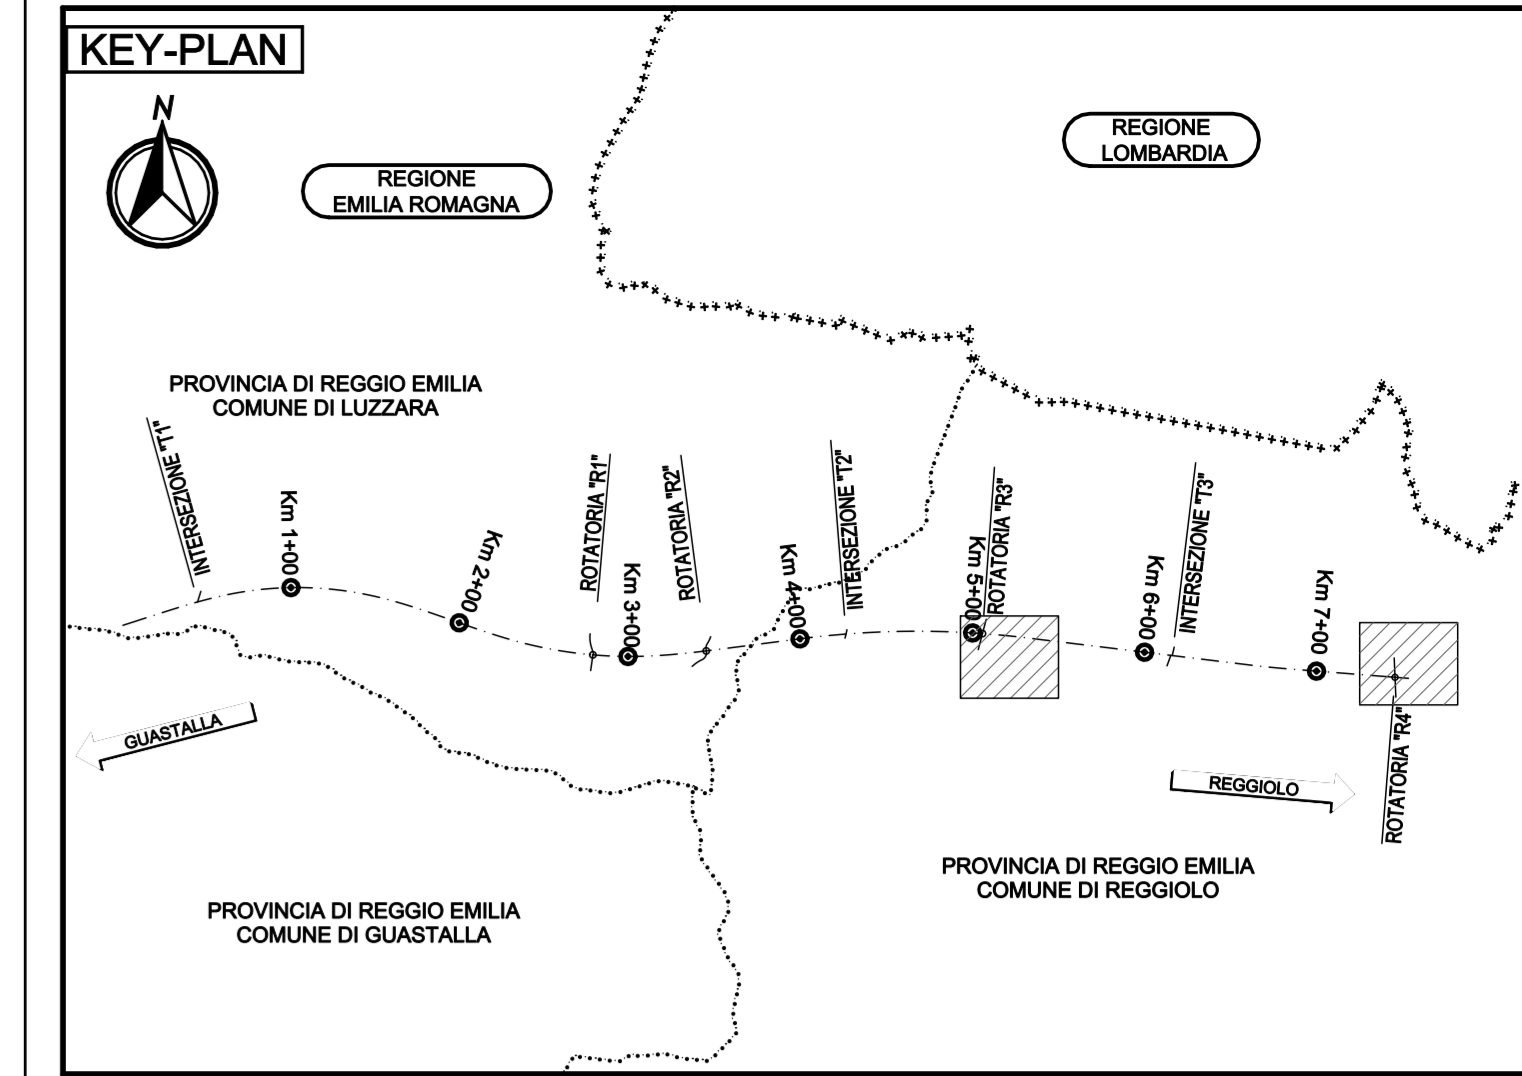 KEY-PLAN
N
REGIONE
EMILIA ROMAGNA
REGIONE
LOMBARDIA
PROVINCIA DI REGGIO EMILIA
COMUNE DI LUZZARA
INTERSEZIONE "T1"
Km 1+00
Km 2+00
ROTATORIA "R1"
Km 3+00
ROTATORIA "R2"
Km 4+00
INTERSEZIONE "T2"
Km 5+00
ROTATORIA "R3"
Km 6+00
INTERSEZIONE "T3"
Km 7+00
ROTATORIA "R4"
GUASTALLA
REGGIOLO
PROVINCIA DI REGGIO EMILIA
COMUNE DI REGGIOLO
PROVINCIA DI REGGIO EMILIA
COMUNE DI GUASTALLA